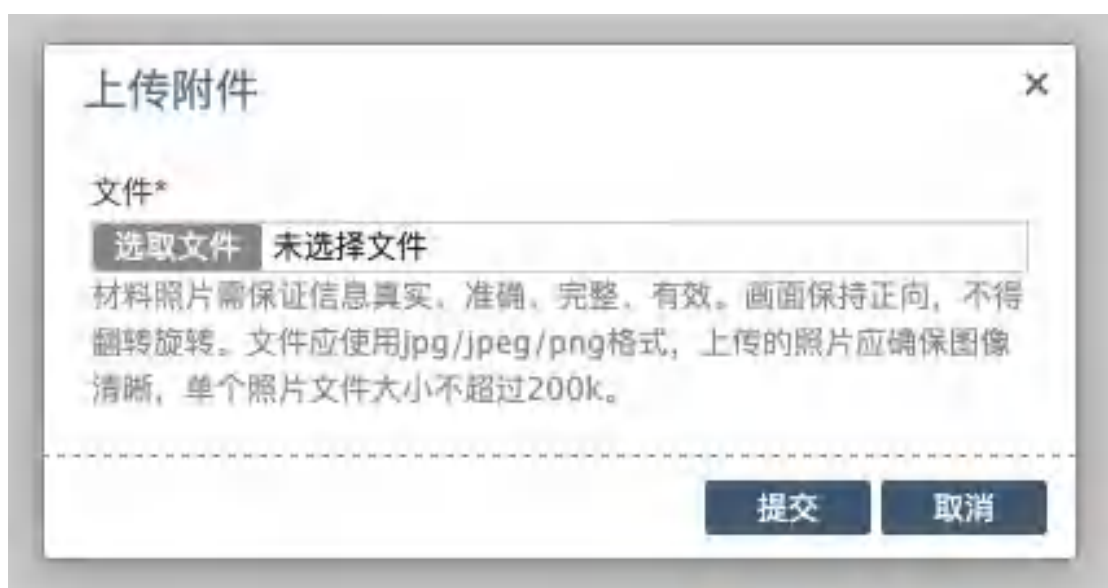 上传附件
×
文件*
选取文件 未选择文件
材料照片需保证信息真实、准确、完整、有效。画面保持正向，不得
翻转旋转。文件应使用jpg/jpeg/png格式，上传的照片应确保图像
清晰，单个照片文件大小不超过200k。
提交 取消